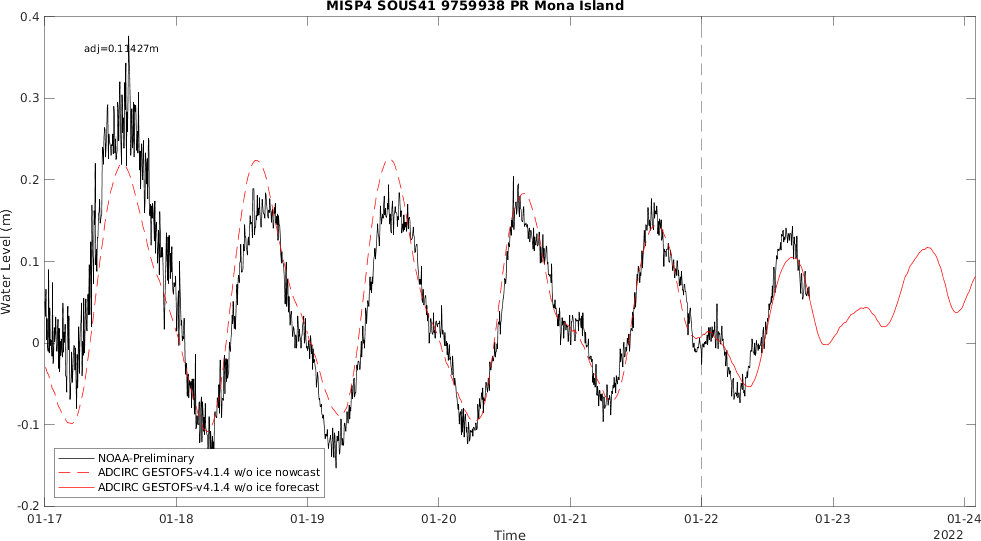 MISP4 SOUS41 9759938 PR Mona Island
adj=0.11427m
0.4
0.3
0.2
0.1
0
-0.1
-0.2
Water Level (m)
NOAA-Preliminary
ADCIRC GESTOFS-v4.1.4 w/o ice nowcast
ADCIRC GESTOFS-v4.1.4 w/o ice forecast
01-17 01-18 01-19 01-20 01-21 01-22 01-23 01-24
Time
2022